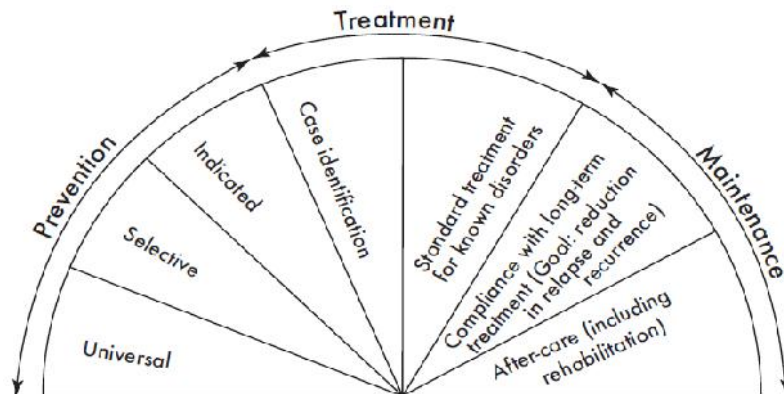 Treatment
Prevention
Maintenance
Universal
Selective
Indicated
Case identification
Standard treatment
for known disorders
Compliance with long-term
treatment (Goal: reduction
in relapse and
recurrence)
After-care (including
rehabilitation)